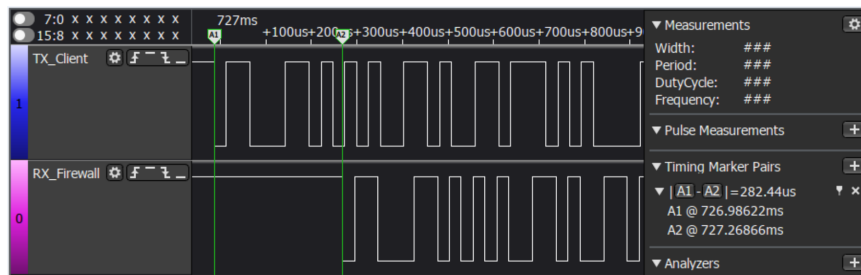 7:0 X X X X X X X X
15:8 X X X X X X X X
727ms
+100us +200us +300us +400us +500us +600us +700us +800us +9
A1
A2
TX_Client
1
RX_Firewall
0
Measurements
Width: ###
Period: ###
DutyCycle: ###
Frequency: ###
Pulse Measurements
Timing Marker Pairs
| A1 - A2 | = 282.44us
A1 @ 726.98622ms
A2 @ 727.26866ms
Analyzers